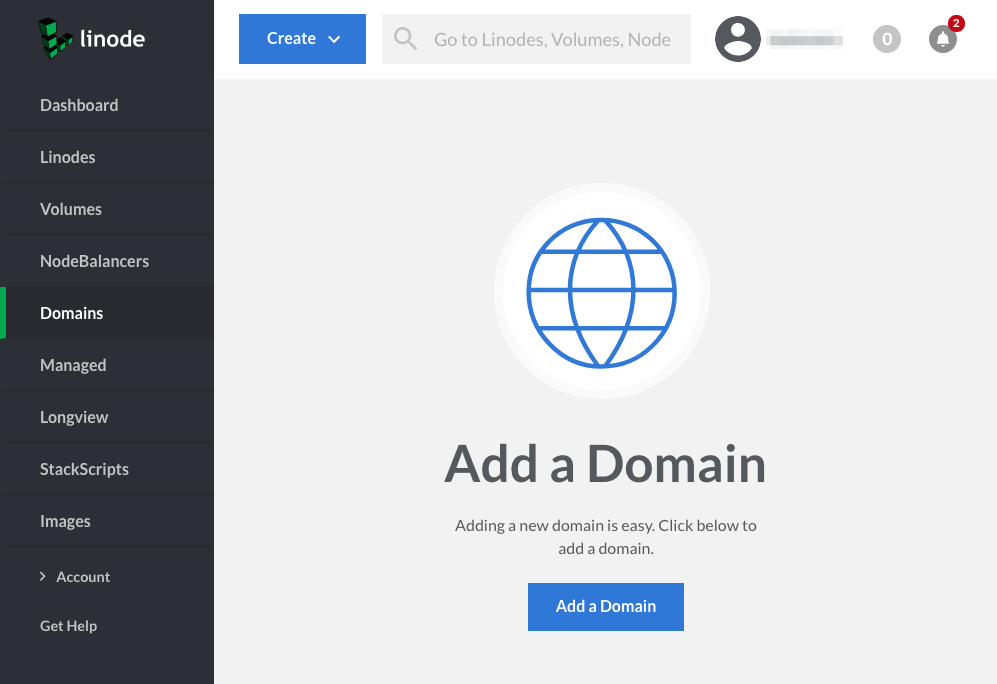 linode
Create
Go to Linodes, Volumes, Node
0
2
Dashboard
Linodes
Volumes
NodeBalancers
Domains
Managed
Longview
StackScripts
Images
Account
Get Help
Add a Domain
Adding a new domain is easy. Click below to
add a domain.
Add a Domain